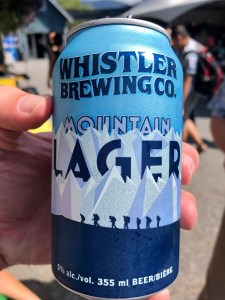 WHISTLER
BREWING CO.
MOUNTAIN
LAGER
5% alc./vol. 355 ml BEER/BIÈRE